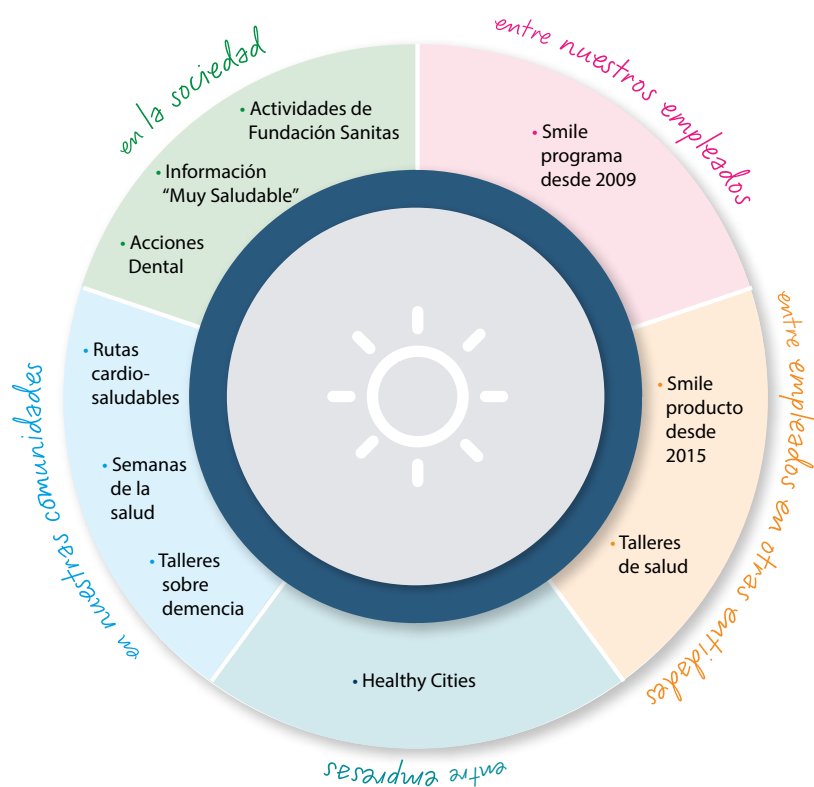 en la sociedad
• Actividades de
Fundación Sanitas
• Información
“Muy Saludable”
• Acciones
Dental
entre nuestros empleados
• Smile
programa
desde 2009
entre empleados en otras entidades
• Smile
producto
desde
2015
• Talleres
de salud
entre empresas
• Healthy Cities
en nuestras comunidades
• Rutas
cardio-
saludables
• Semanas
de la
salud
• Talleres
sobre
demencia